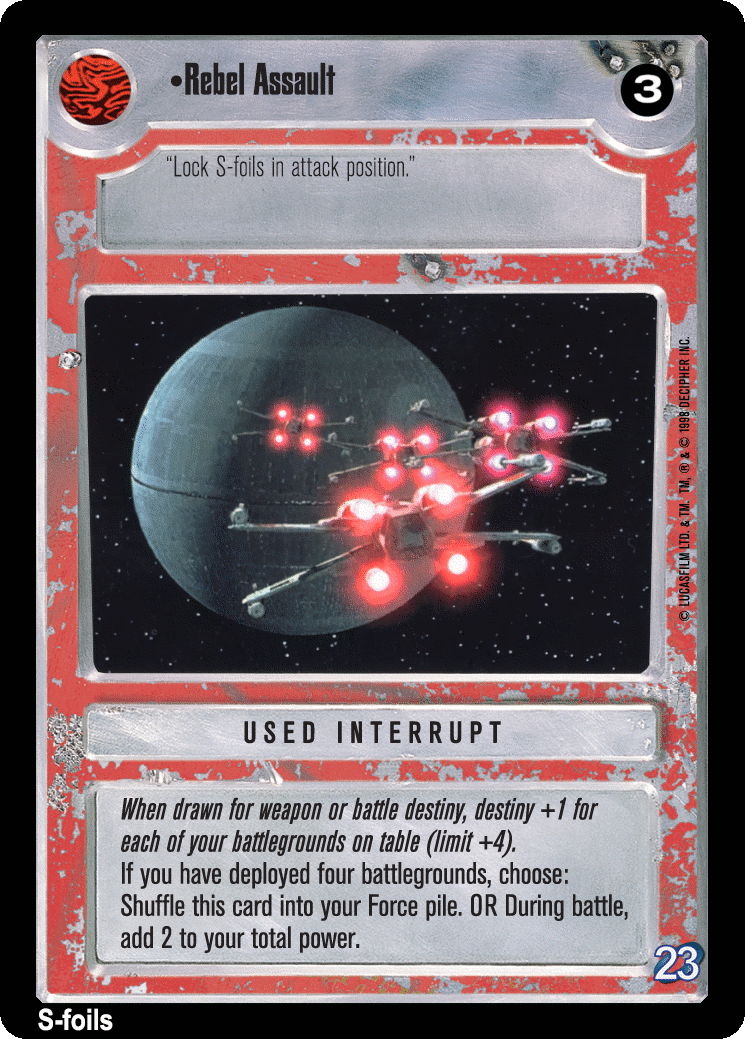 •Rebel Assault
3
“Lock S-foils in attack position.”
© LUCASFILM LTD. & TM. TM, ® & © 1998 DECIPHER INC.
USED INTERRUPT
When drawn for weapon or battle destiny, destiny +1 for
each of your battlegrounds on table (limit +4).
If you have deployed four battlegrounds, choose:
Shuffle this card into your Force pile. OR During battle,
add 2 to your total power.
23
S-foils